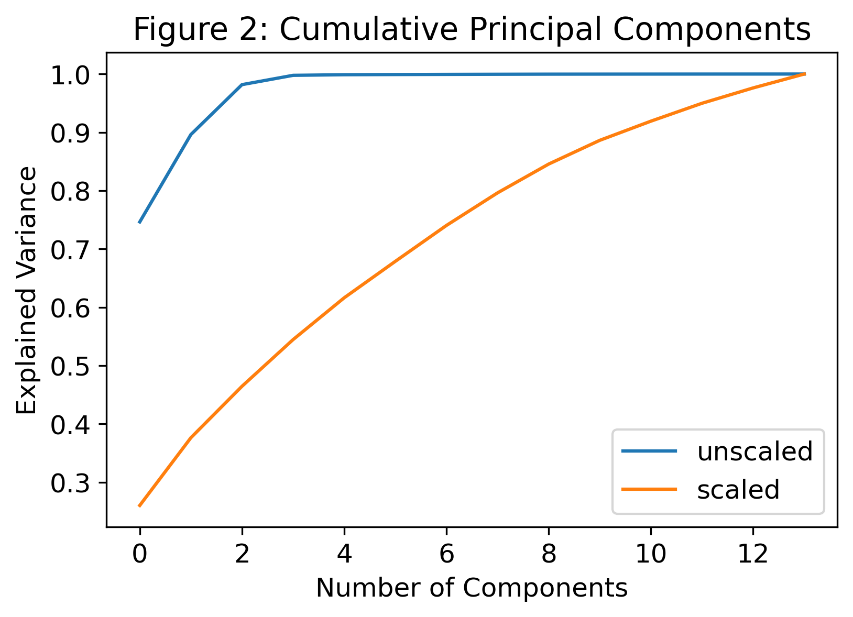 Figure 2: Cumulative Principal Components
1.0
0.9
0.8
0.7
0.6
0.5
0.4
0.3
Explained Variance
unscaled
scaled
0 2 4 6 8 10 12
Number of Components